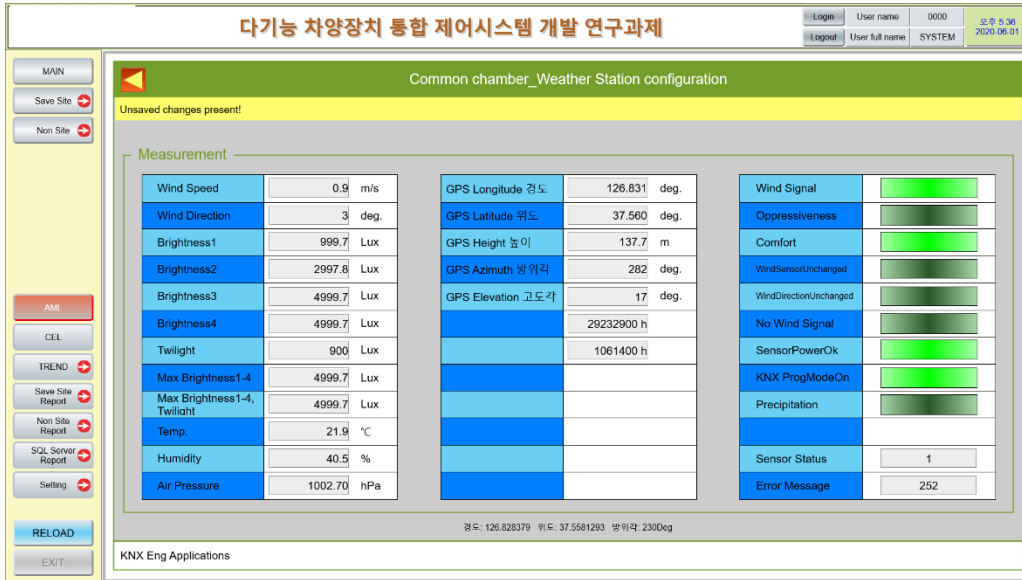 다기능 차양장치 통합 제어시스템 개발 연구과제
Login User name 0000
Logout User full name SYSTEM
오후 5:36
2020-06-01
MAIN
Save Site
Non Site
AML
CEL
TREND
Save Site
Report
Non Site
Report
SQL Server
Report
Setting
RELOAD
EXIT
Common chamber_Weather Station configuration
Unsaved changes present!
Measurement
Wind Speed 0.9 m/s
Wind Direction 3 deg.
Brightness1 999.7 Lux
Brightness2 2997.8 Lux
Brightness3 4999.7 Lux
Brightness4 4999.7 Lux
Twilight 900 Lux
Max Brightness1-4 4999.7 Lux
Max Brightness1-4,
Twilight 4999.7 Lux
Temp. 21.9 ℃
Humidity 40.5 %
Air Pressure 1002.70 hPa
GPS Longitude 경도 126.831 deg.
GPS Latitude 위도 37.560 deg.
GPS Height 높이 137.7 m
GPS Azimuth 방위각 282 deg.
GPS Elevation 고도각 17 deg.
29232900 h
1061400 h
Wind Signal
Oppressiveness
Comfort
WindSensorUnchanged
WindDirectionUnchanged
No Wind Signal
SensorPowerOk
KNX ProgModeOn
Precipitation
Sensor Status 1
Error Message 252
경도: 126.828379 위도: 37.5581293 방위각: 230Deg
KNX Eng Applications